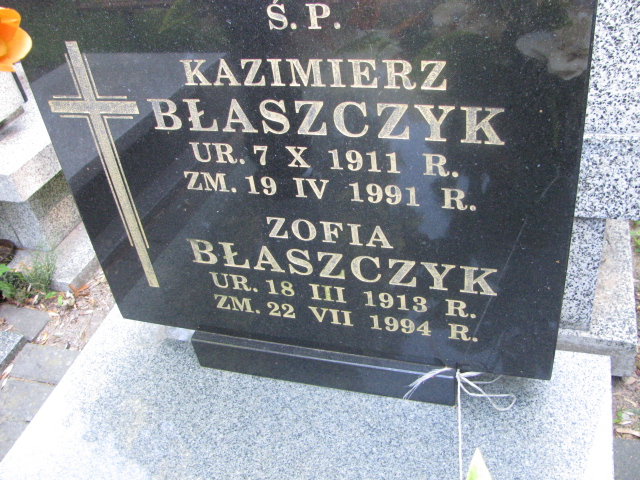 Ś. P.
KAZIMIERZ
BŁASZCZYK
UR. 7 X 1911 R.
ZM. 19 IV 1991 R.
ZOFIA
BŁASZCZYK
UR. 18 III 1913 R.
ZM. 22 VII 1994 R.